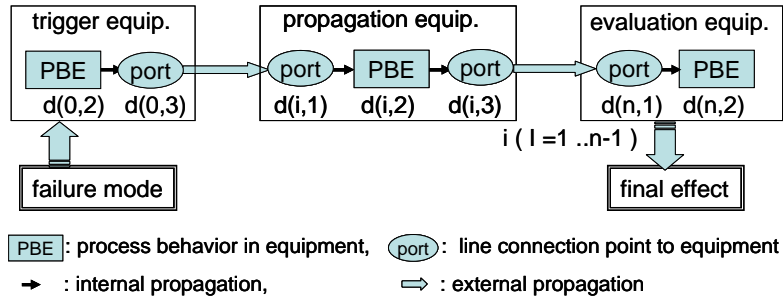 trigger equip. propagation equip. evaluation equip.
PBE port port PBE port port PBE
d(0,2) d(0,3) d(i,1) d(i,2) d(i,3) d(n,1) d(n,2)
i ( I =1 ..n-1 )
failure mode final effect
PBE : process behavior in equipment, port : line connection point to equipment
: internal propagation, : external propagation